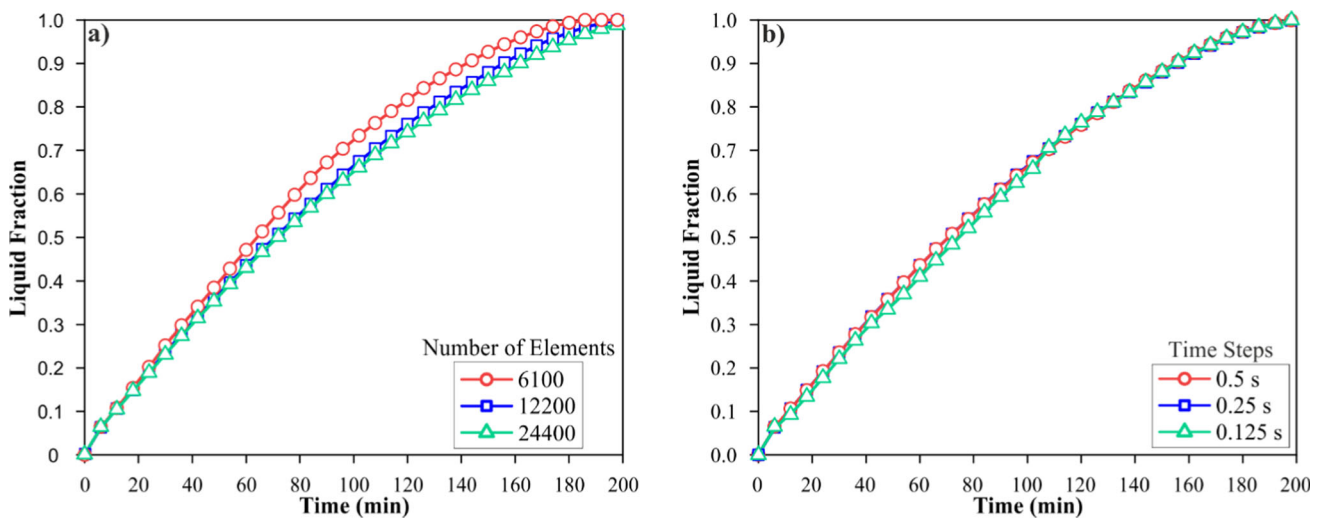 a)
1.0
0.9
0.8
0.7
0.6
0.5
0.4
0.3
0.2
0.1
0
Liquid Fraction
Number of Elements
6100
12200
24400
0 20 40 60 80 100 120 140 160 180 200
Time (min)
b)
1.0
0.9
0.8
0.7
0.6
0.5
0.4
0.3
0.2
0.1
0.0
Liquid Fraction
Time Steps
0.5 s
0.25 s
0.125 s
0 20 40 60 80 100 120 140 160 180 200
Time (min)